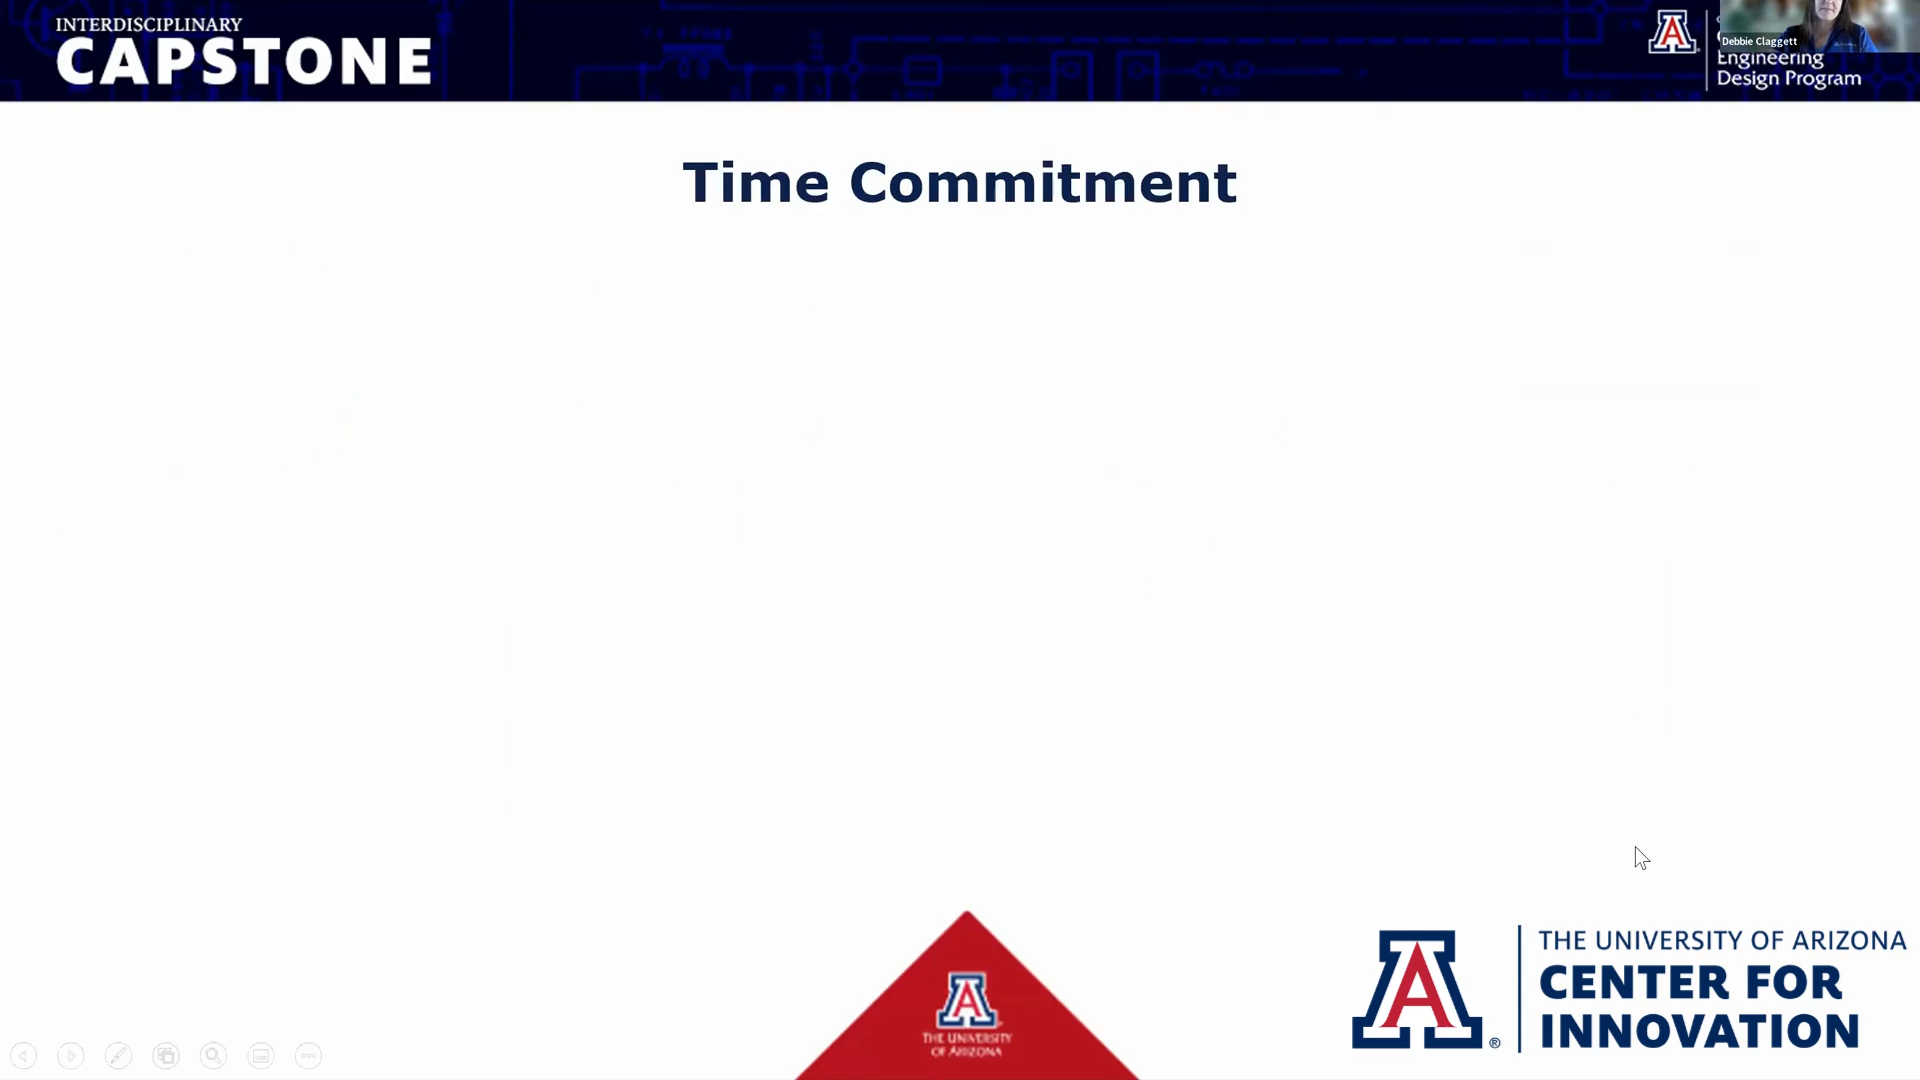 INTERDISCIPLINARY
CAPSTONE
Debbie Claggett
Engineering
Design Program
Time Commitment
THE UNIVERSITY
OF ARIZONA
THE UNIVERSITY OF ARIZONA
CENTER FOR
INNOVATION
®